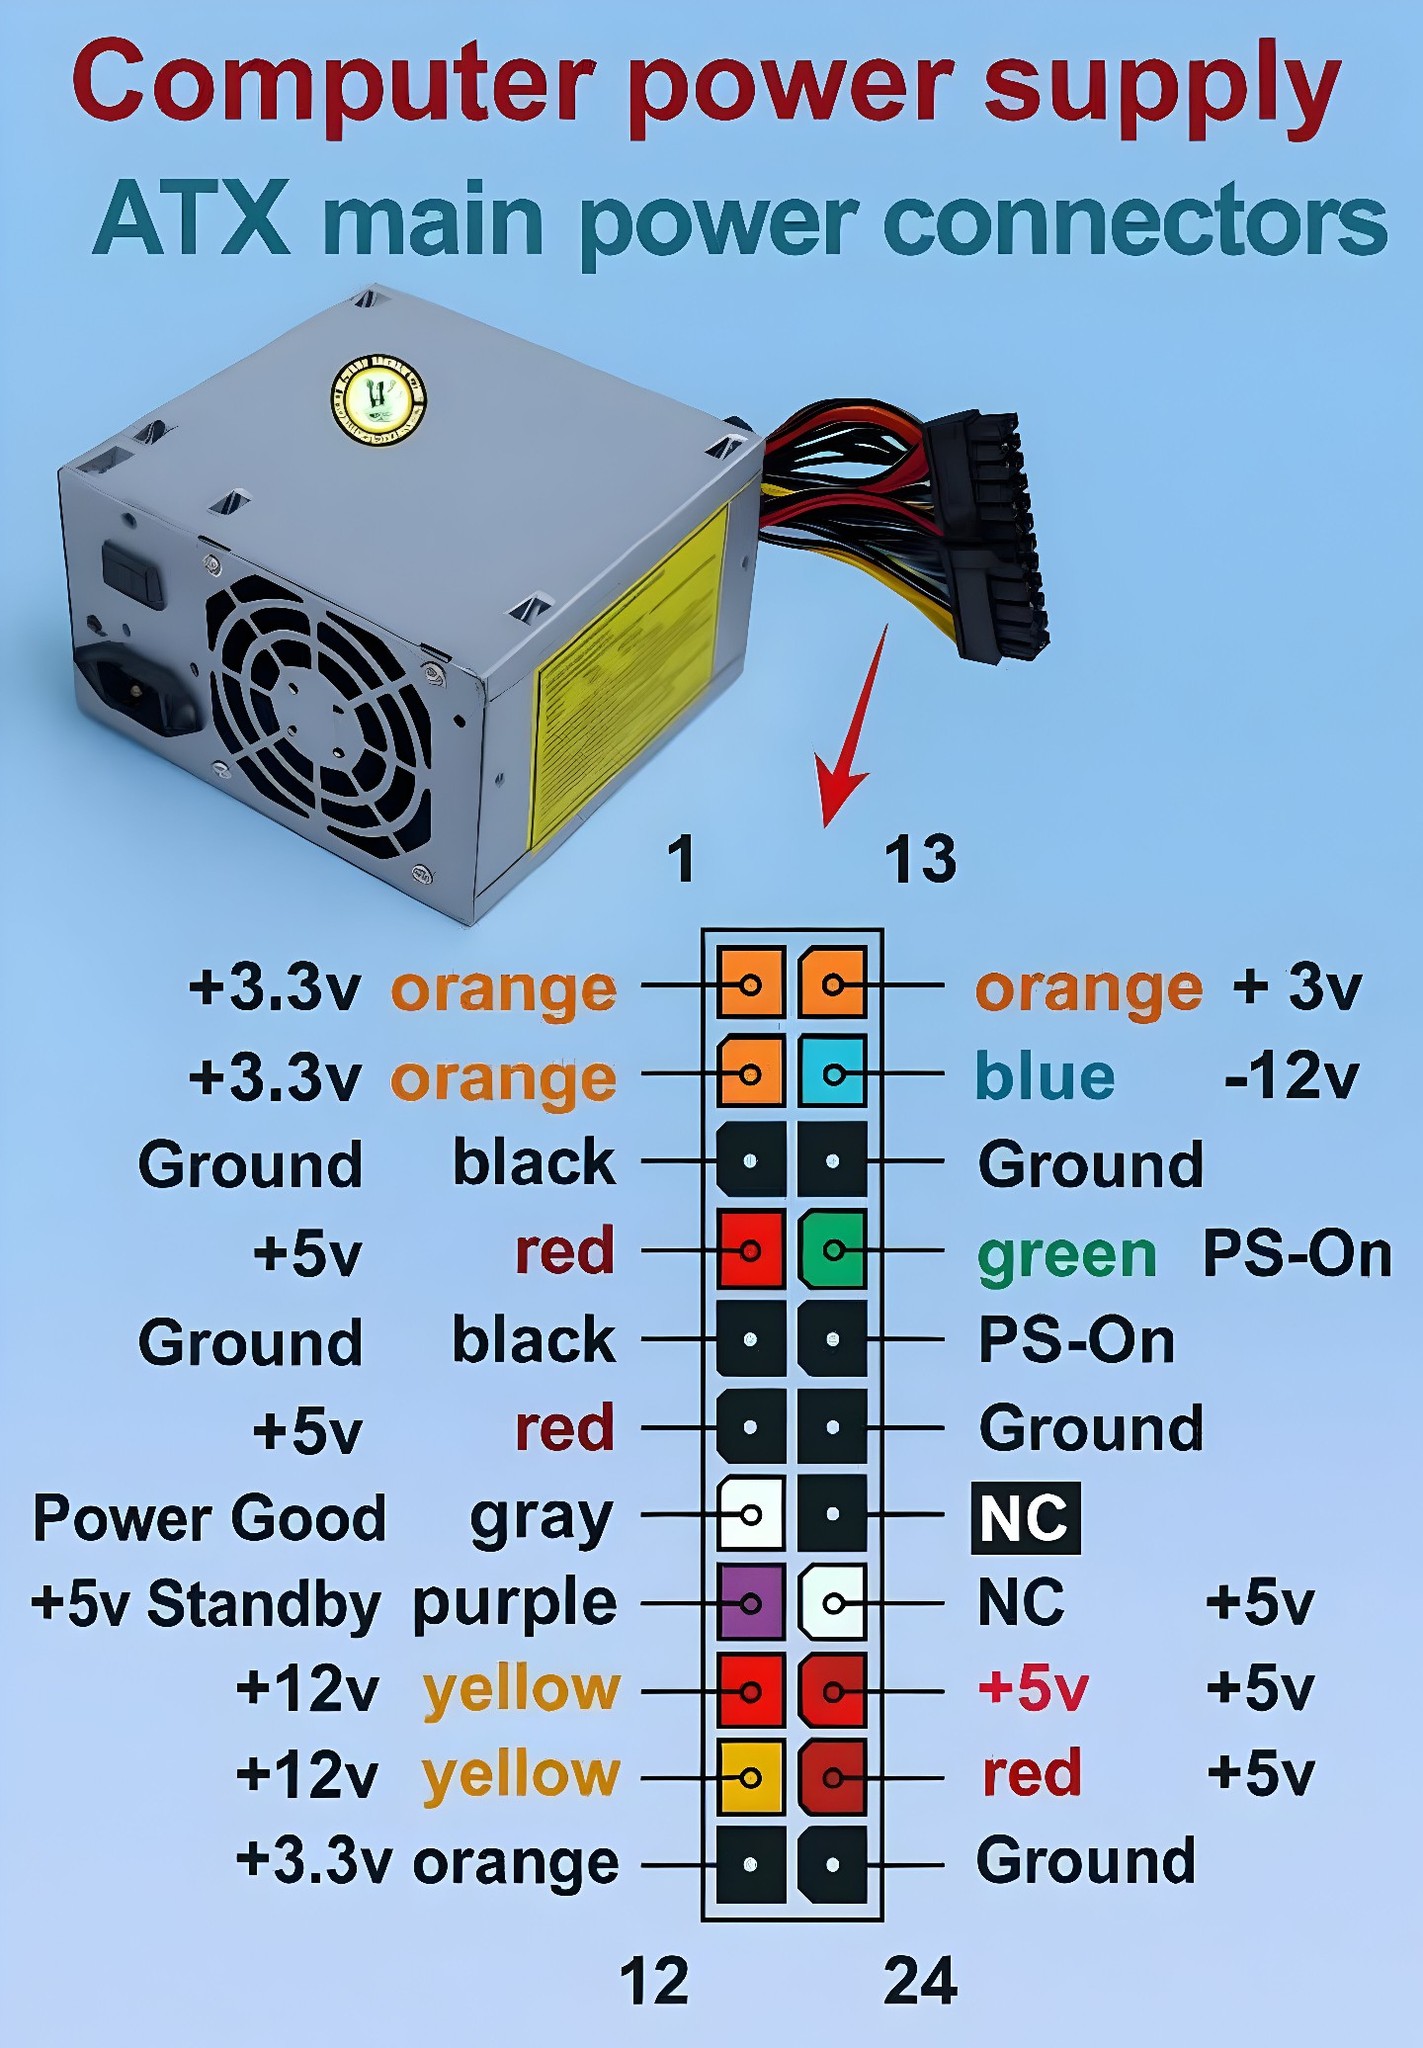 Computer power supply
ATX main power connectors
1 13
+3.3v orange orange + 3v
+3.3v orange blue -12v
Ground black Ground
+5v red green PS-On
Ground black PS-On
+5v red Ground
Power Good gray NC
+5v Standby purple NC +5v
+12v yellow +5v +5v
+12v yellow red +5v
+3.3v orange Ground
12 24